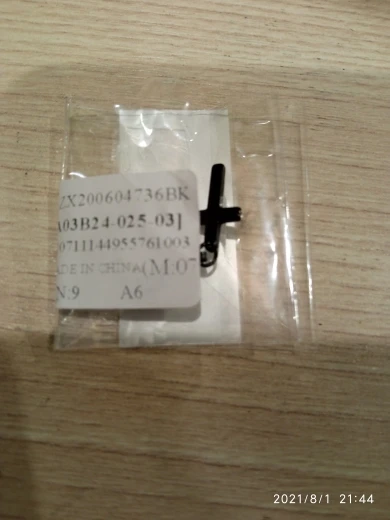 ZX200604736BK
A03B24-025-03]
0711144955761003
ADE IN CHINA(M:07
N:9 A6
2021/8/1 21:44